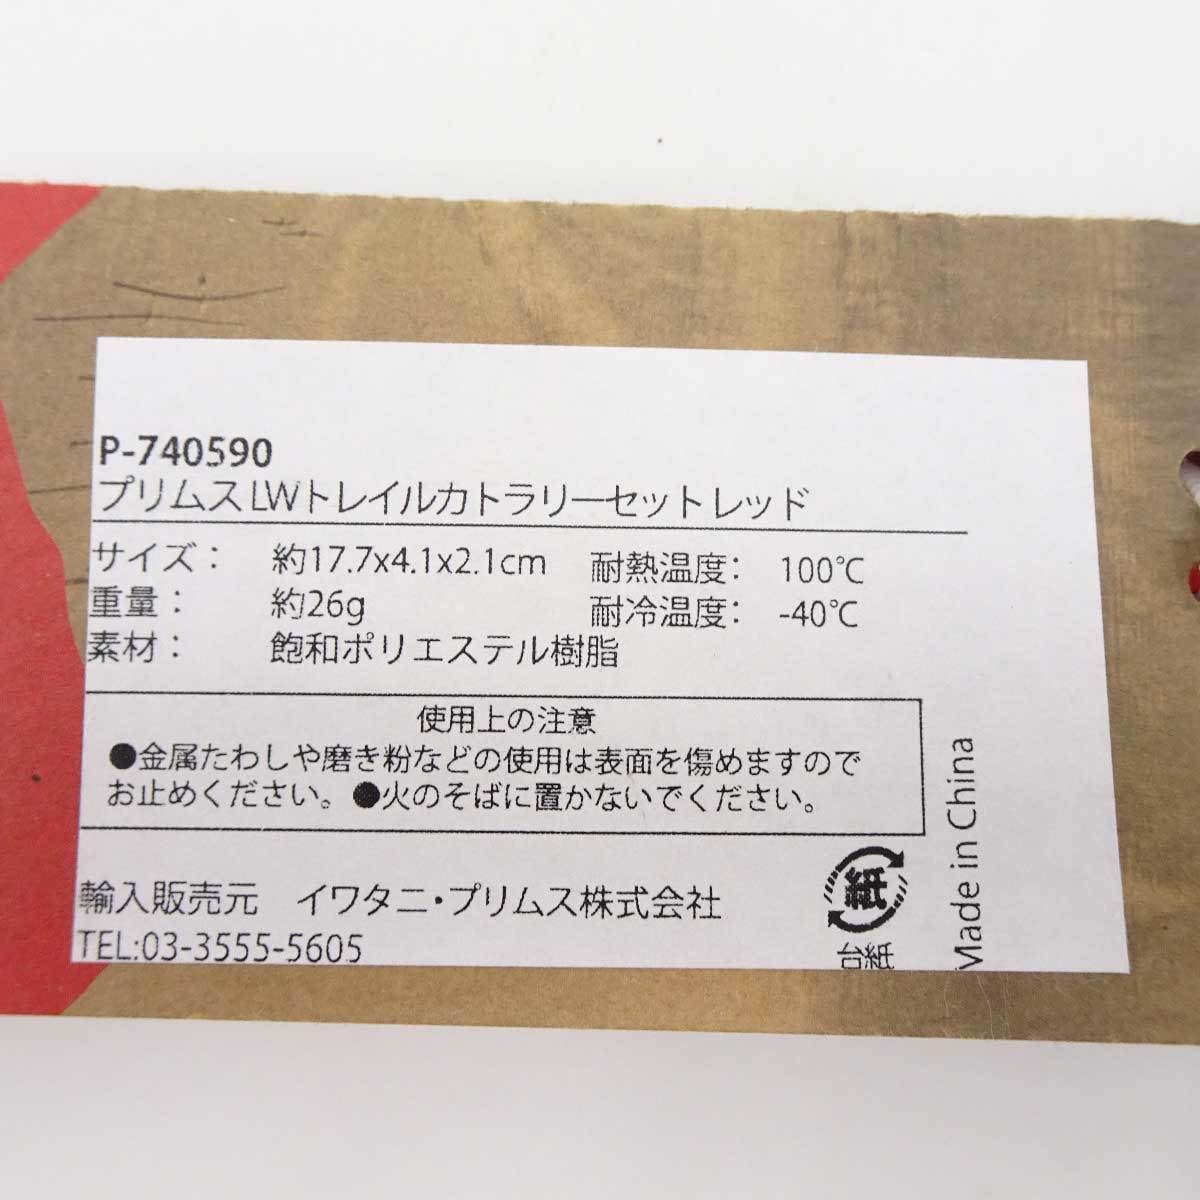 P-740590
プリムスLWトレイルカトラリーセットレッド
サイズ： 約17.7x4.1x2.1cm 耐熱温度： 100℃
重量： 約26g 耐冷温度： -40℃
素材： 飽和ポリエステル樹脂
使用上の注意
●金属たわしや磨き粉などの使用は表面を傷めますので
お止めください。●火のそばに置かないでください。
輸入販売元 イワタニ・プリムス株式会社
TEL:03-3555-5605
紙
台紙
Made in China